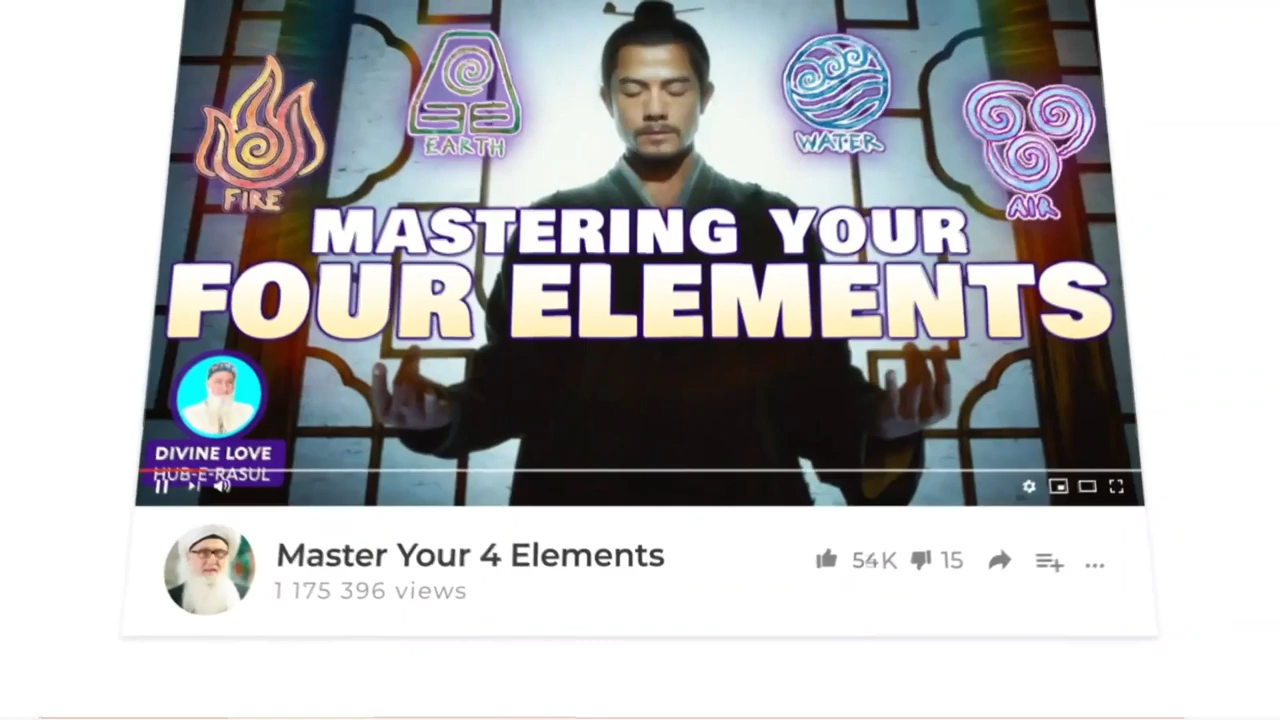 EARTH
WATER
FIRE
AIR
MASTERING YOUR
FOUR ELEMENTS
DIVINE LOVE
HUB-E-RASUL
Master Your 4 Elements
54K
15
1 175 396 views